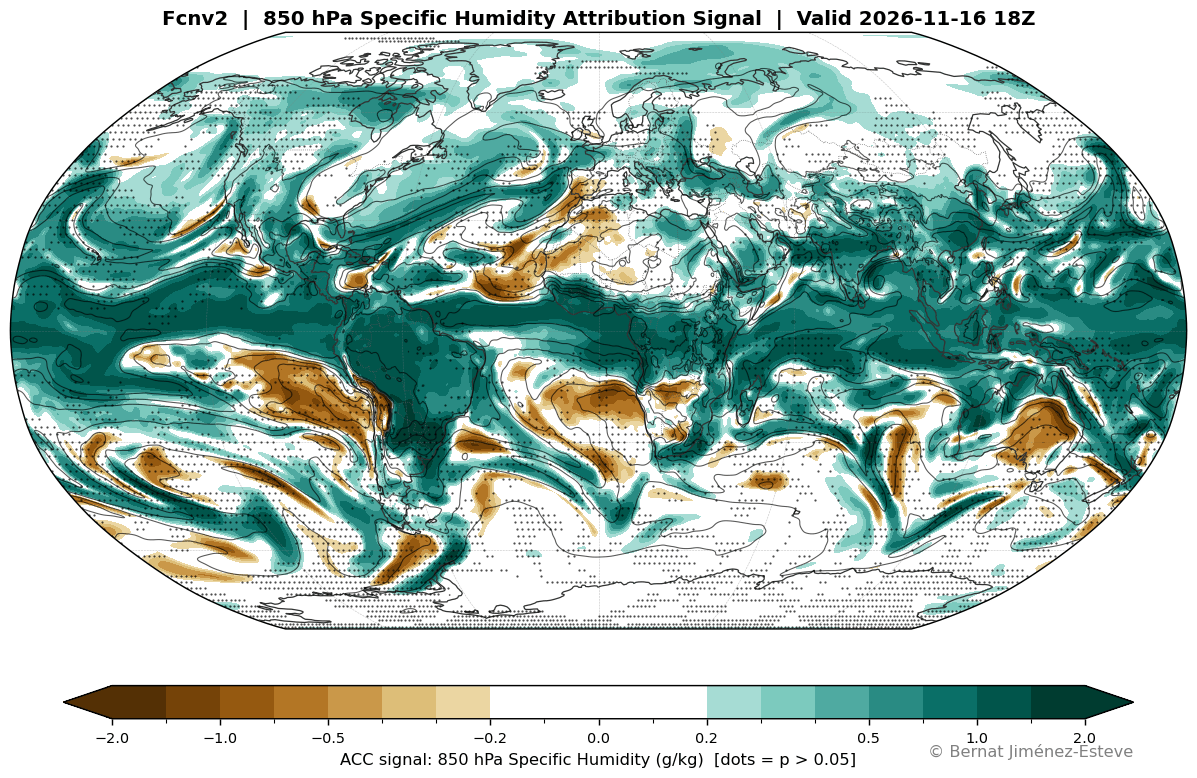 Fcnv2 | 850 hPa Specific Humidity Attribution Signal | Valid 2026-11-16 18Z
−2.0 −1.0 −0.5 −0.2 0.0 0.2 0.5 1.0 2.0
ACC signal: 850 hPa Specific Humidity (g/kg) [dots = p > 0.05]
© Bernat Jiménez-Esteve